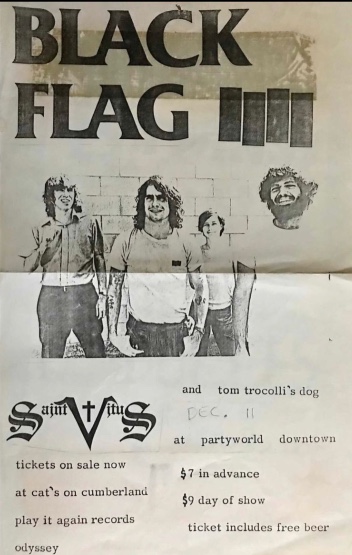 BLACK
FLAG
and tom trocolli's dog
Saint Vitus
DEC. 11
at partyworld downtown
tickets on sale now
$7 in advance
at cat's on cumberland
$9 day of show
play it again records
ticket includes free beer
odyssey